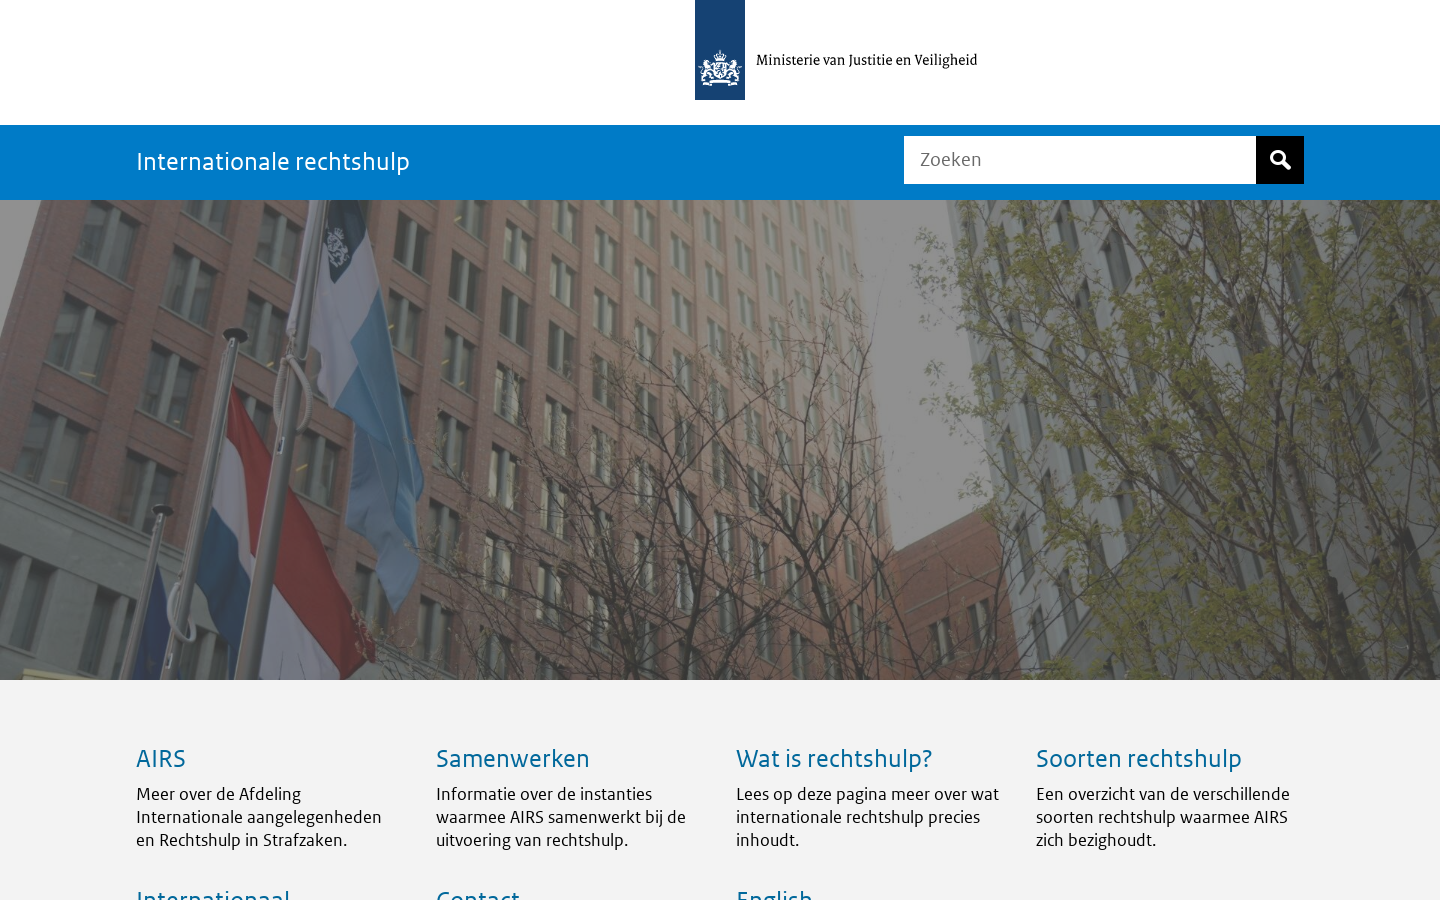 Ministerie van Justitie en Veiligheid
Internationale rechtshulp
Zoeken
AIRS
Meer over de Afdeling
Internationale aangelegenheden
en Rechtshulp in Strafzaken.
Samenwerken
Informatie over de instanties
waarmee AIRS samenwerkt bij de
uitvoering van rechtshulp.
Wat is rechtshulp?
Lees op deze pagina meer over wat
internationale rechtshulp precies
inhoudt.
Soorten rechtshulp
Een overzicht van de verschillende
soorten rechtshulp waarmee AIRS
zich bezighoudt.
Internationaal
Contact
English